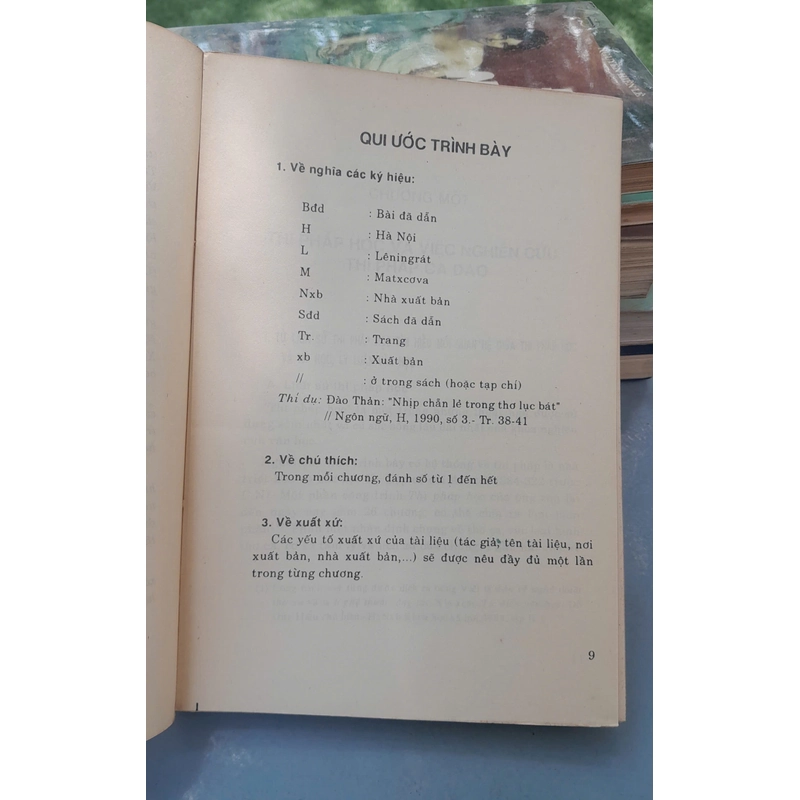 QUI ƯỚC TRÌNH BÀY
1. Về nghĩa các ký hiệu:
Bđd : Bài đã dẫn
H : Hà Nội
L : Lêningrát
M : Matxcơva
Nxb : Nhà xuất bản
Sđd : Sách đã dẫn
Tr. : Trang
xb : Xuất bản
// : ở trong sách (hoặc tạp chí)
Thí dụ: Đào Thản: "Nhịp chẵn lẻ trong thơ lục bát"
// Ngôn ngữ, H, 1990, số 3.- Tr. 38-41
2. Về chú thích:
Trong mỗi chương, đánh số từ 1 đến hết
3. Về xuất xứ:
Các yếu tố xuất xứ của tài liệu (tác giả, tên tài liệu, nơi
xuất bản, nhà xuất bản,...) sẽ được nêu đầy đủ một lần
trong từng chương.
9